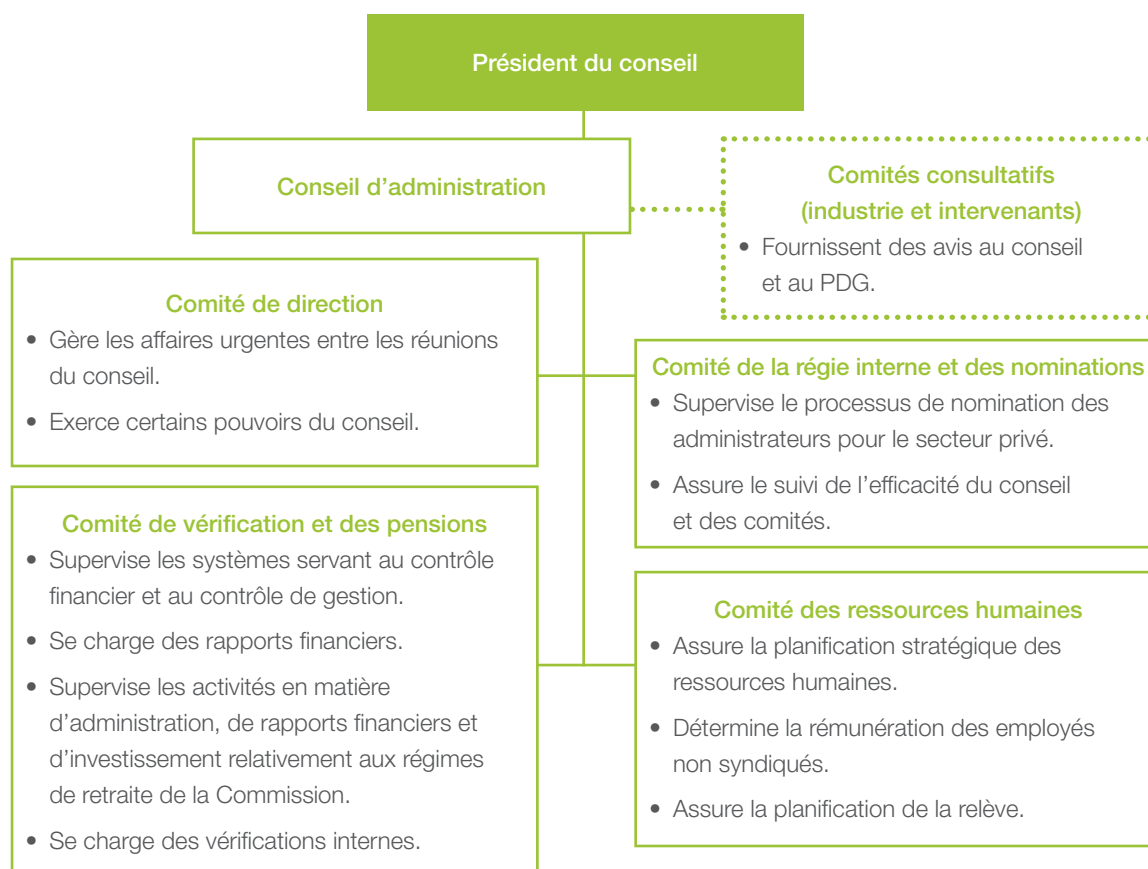 Président du conseil
Conseil d’administration
Comités consultatifs
(industrie et intervenants)
• Fournissent des avis au conseil
et au PDG.
Comité de direction
• Gère les affaires urgentes entre les réunions
du conseil.
• Exerce certains pouvoirs du conseil.
Comité de la régie interne et des nominations
• Supervise le processus de nomination des
administrateurs pour le secteur privé.
• Assure le suivi de l’efficacité du conseil
et des comités.
Comité de vérification et des pensions
• Supervise les systèmes servant au contrôle
financier et au contrôle de gestion.
• Se charge des rapports financiers.
• Supervise les activités en matière
d’administration, de rapports financiers et
d’investissement relativement aux régimes
de retraite de la Commission.
• Se charge des vérifications internes.
Comité des ressources humaines
• Assure la planification stratégique des
ressources humaines.
• Détermine la rémunération des employés
non syndiqués.
• Assure la planification de la relève.